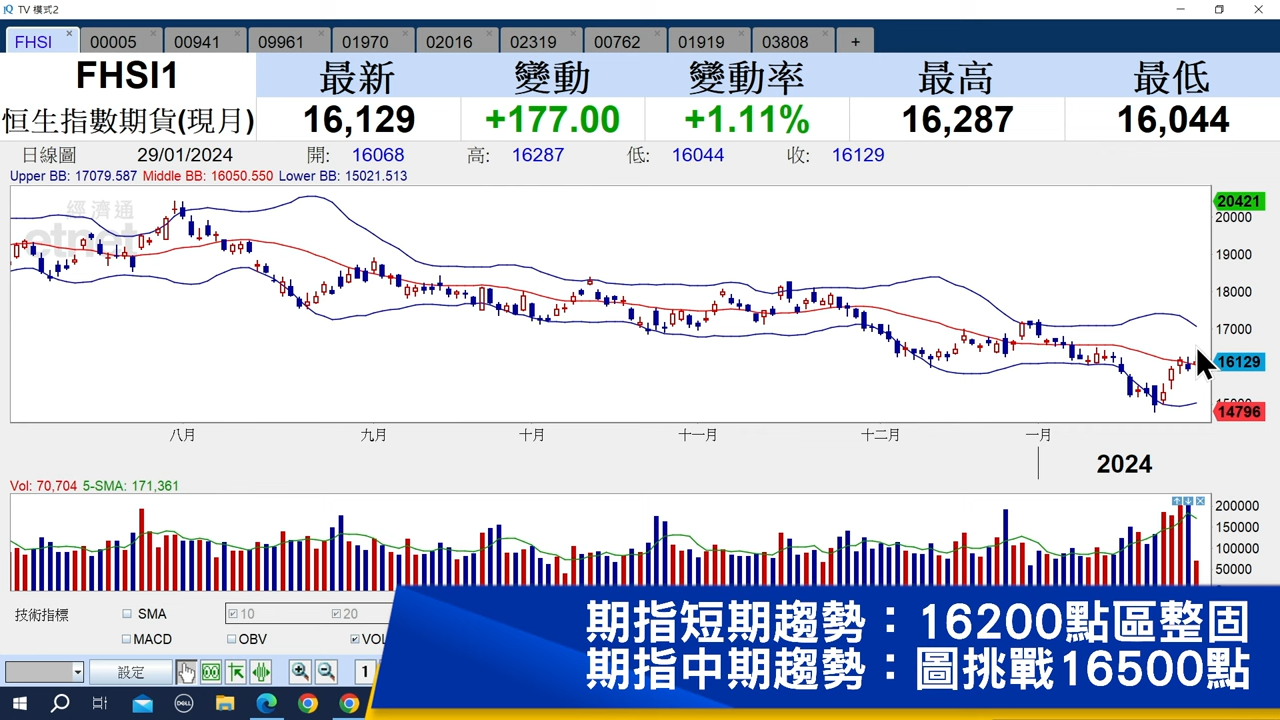 TV 模式2
FHSI 00005 00941 09961 01970 02016 02319 00762 01919 03808 +
FHSI1 最新 變動 變動率 最高 最低
恒生指數期貨(現月) 16,129 +177.00 +1.11% 16,287 16,044
日線圖 29/01/2024 開: 16068 高: 16287 低: 16044 收: 16129
Upper BB: 17079.587 Middle BB: 16050.550 Lower BB: 15021.513
經濟通
etnet
20421
20000
19000
18000
17000
16129
14796
八月 九月 十月 十一月 十二月 一月
2024
Vol: 70,704 5-SMA: 171,361
200000
150000
100000
50000
技術指標 SMA 10 20
MACD OBV VOL
設定 1
期指短期趨勢：16200點區整固
期指中期趨勢：圖挑戰16500點
DELL